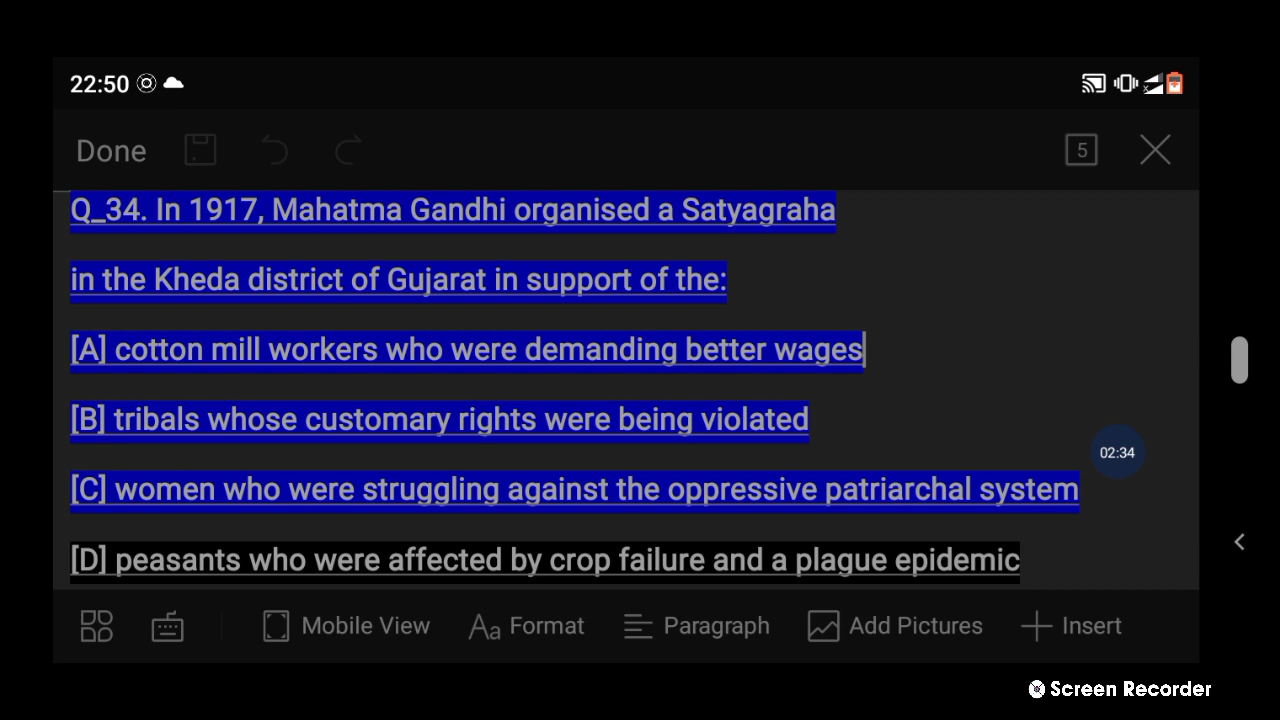 22:50
Done
5
Q_34. In 1917, Mahatma Gandhi organised a Satyagraha
in the Kheda district of Gujarat in support of the:
[A] cotton mill workers who were demanding better wages
[B] tribals whose customary rights were being violated
02:34
[C] women who were struggling against the oppressive patriarchal system
[D] peasants who were affected by crop failure and a plague epidemic
Mobile View
Aa Format
Paragraph
Add Pictures
Insert
Screen Recorder